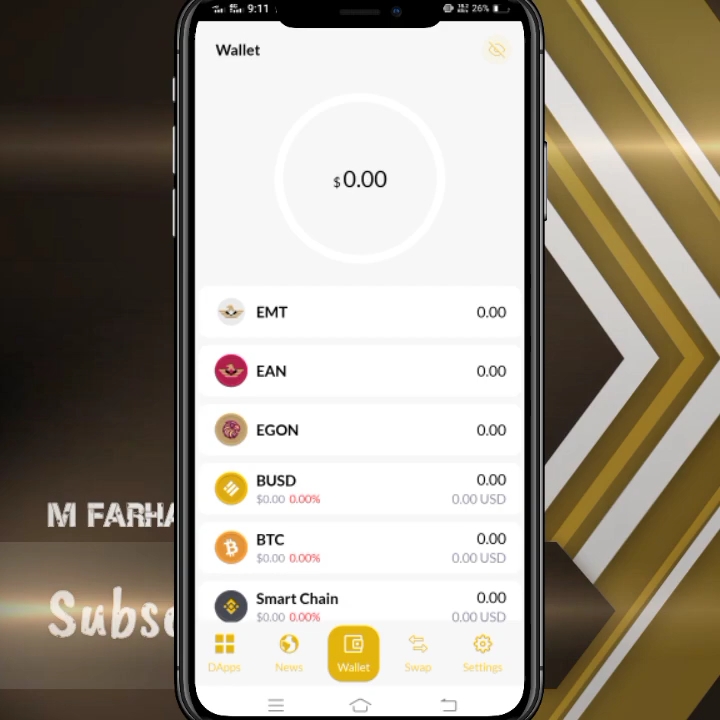 9:11
26%
Wallet
$0.00
EMT 0.00
EAN 0.00
EGON 0.00
BUSD 0.00
$0.00 0.00% 0.00 USD
BTC 0.00
$0.00 0.00% 0.00 USD
Smart Chain 0.00
$0.00 0.00% 0.00 USD
M FARHA
Subsc
DApps News Wallet Swap Settings